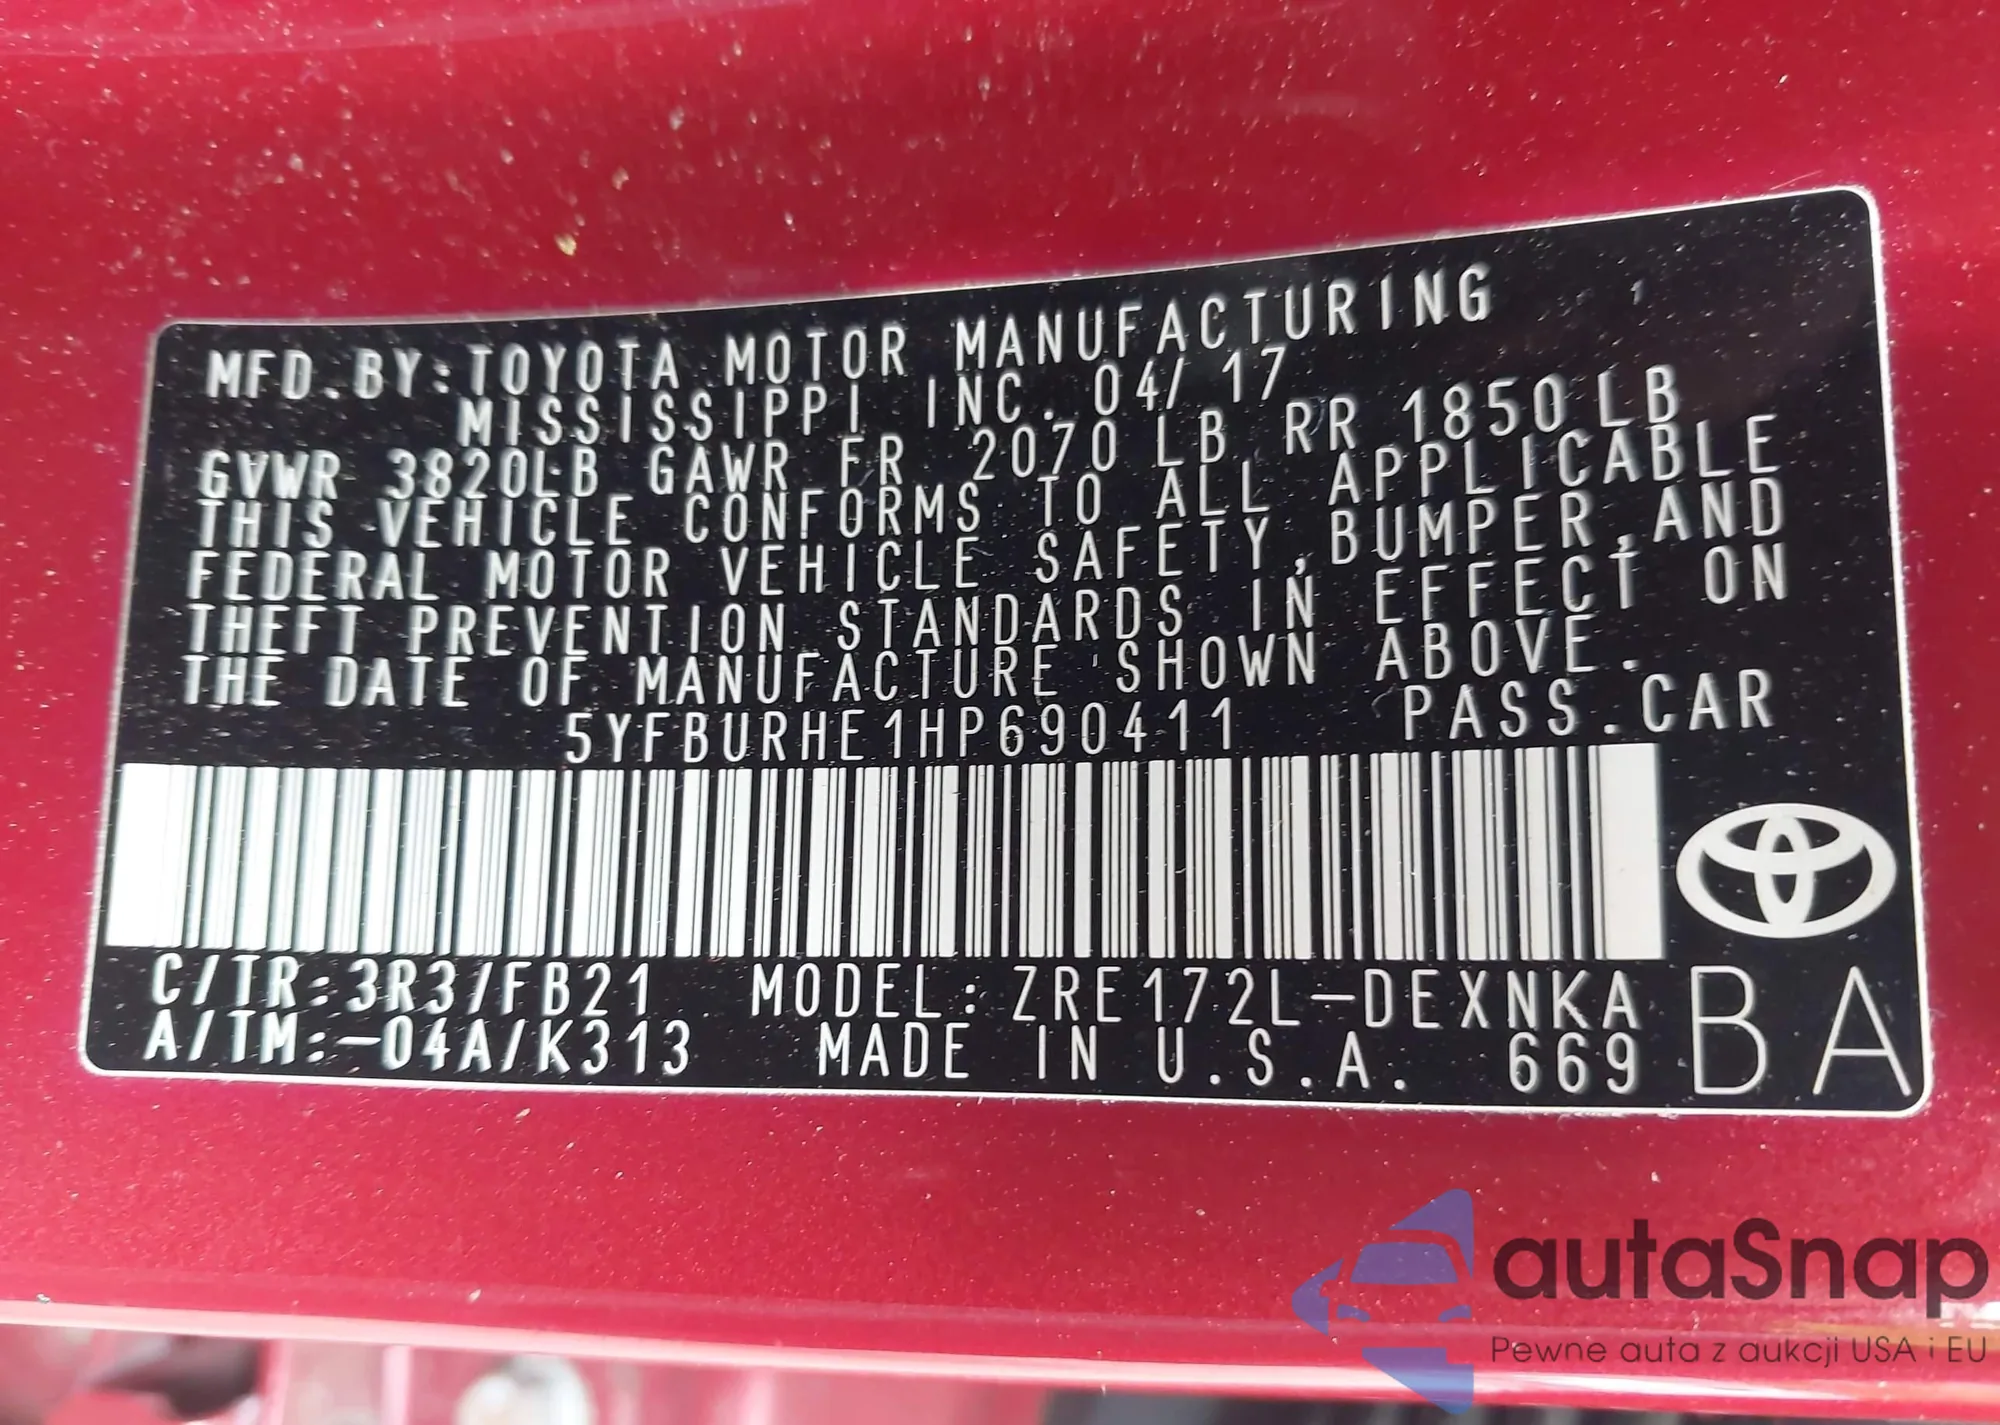 MFD.BY:TOYOTA MOTOR MANUFACTURING
MISSISSIPPI INC. 04/17
GVWR 3820LB GAWR FR 2070 LB RR 1850LB
THIS VEHICLE CONFORMS TO ALL APPLICABLE
FEDERAL MOTOR VEHICLE SAFETY,BUMPER,AND
THEFT PREVENTION STANDARDS IN EFFECT ON
THE DATE OF MANUFACTURE SHOWN ABOVE.
5YFBURHE1HP690411 PASS.CAR
C/TR:3R3/FB21 MODEL:ZRE172L-DEXNKA
A/TM:-04A/K313 MADE IN U.S.A. 669
BA
autaSnap
Pewne auta z aukcji USA i EU